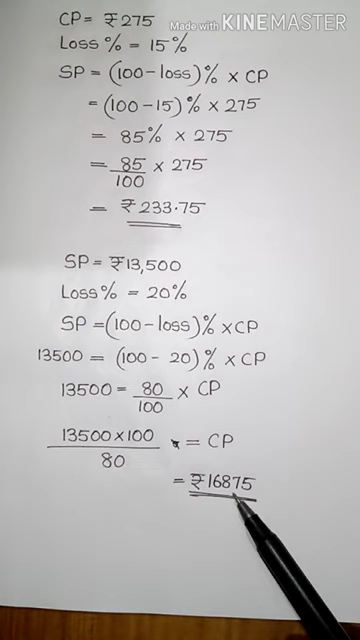 CP = ₹275
Made with KINEMASTER
Loss% = 15%
SP = (100-loss)% × CP
= (100-15)% × 275
= 85% × 275
= 85/100 × 275
= ₹233.75
SP = ₹13,500
Loss% = 20%
SP = (100-loss)% × CP
13500 = (100-20)% × CP
13500 = 80/100 × CP
13500×100/80 = CP
= ₹16875